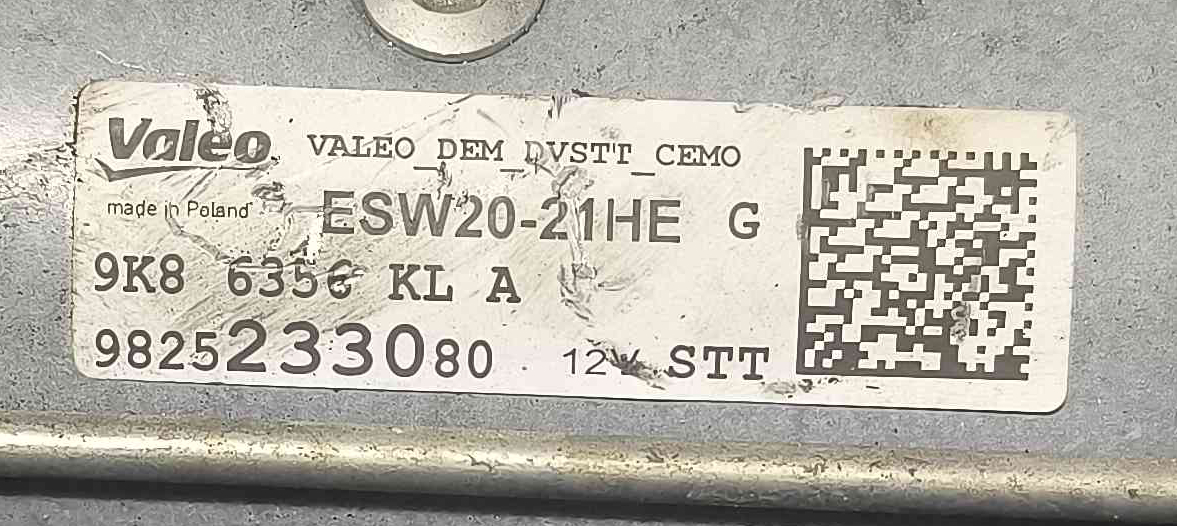 Valeo VALEO_DEM_DVSTT_CEMO
made in Poland ESW20-21HE G
9K8 6356 KL A
9825233080 12V STT